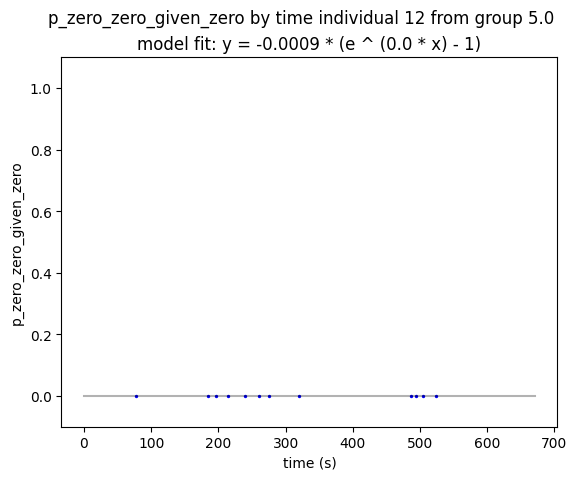 p_zero_zero_given_zero by time individual 12 from group 5.0
model fit: y = -0.0009 * (e ^ (0.0 * x) - 1)
p_zero_zero_given_zero
1.0
0.8
0.6
0.4
0.2
0.0
0 100 200 300 400 500 600 700
time (s)